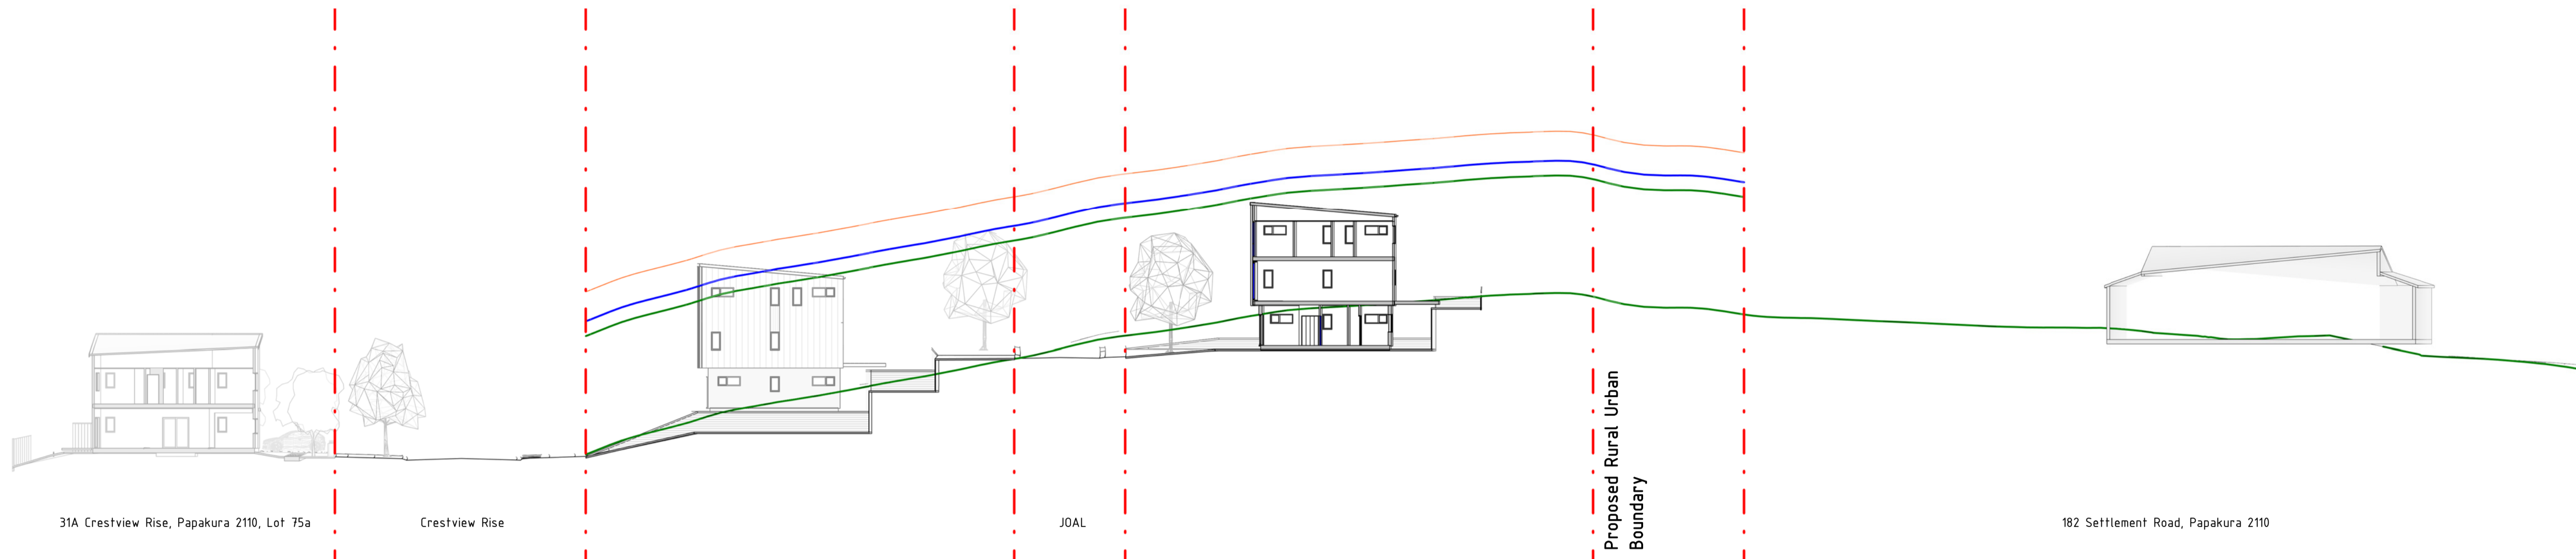 31A Crestview Rise, Papakura 2110, Lot 75a
Crestview Rise
JOAL
Proposed Rural Urban
Boundary
182 Settlement Road, Papakura 2110